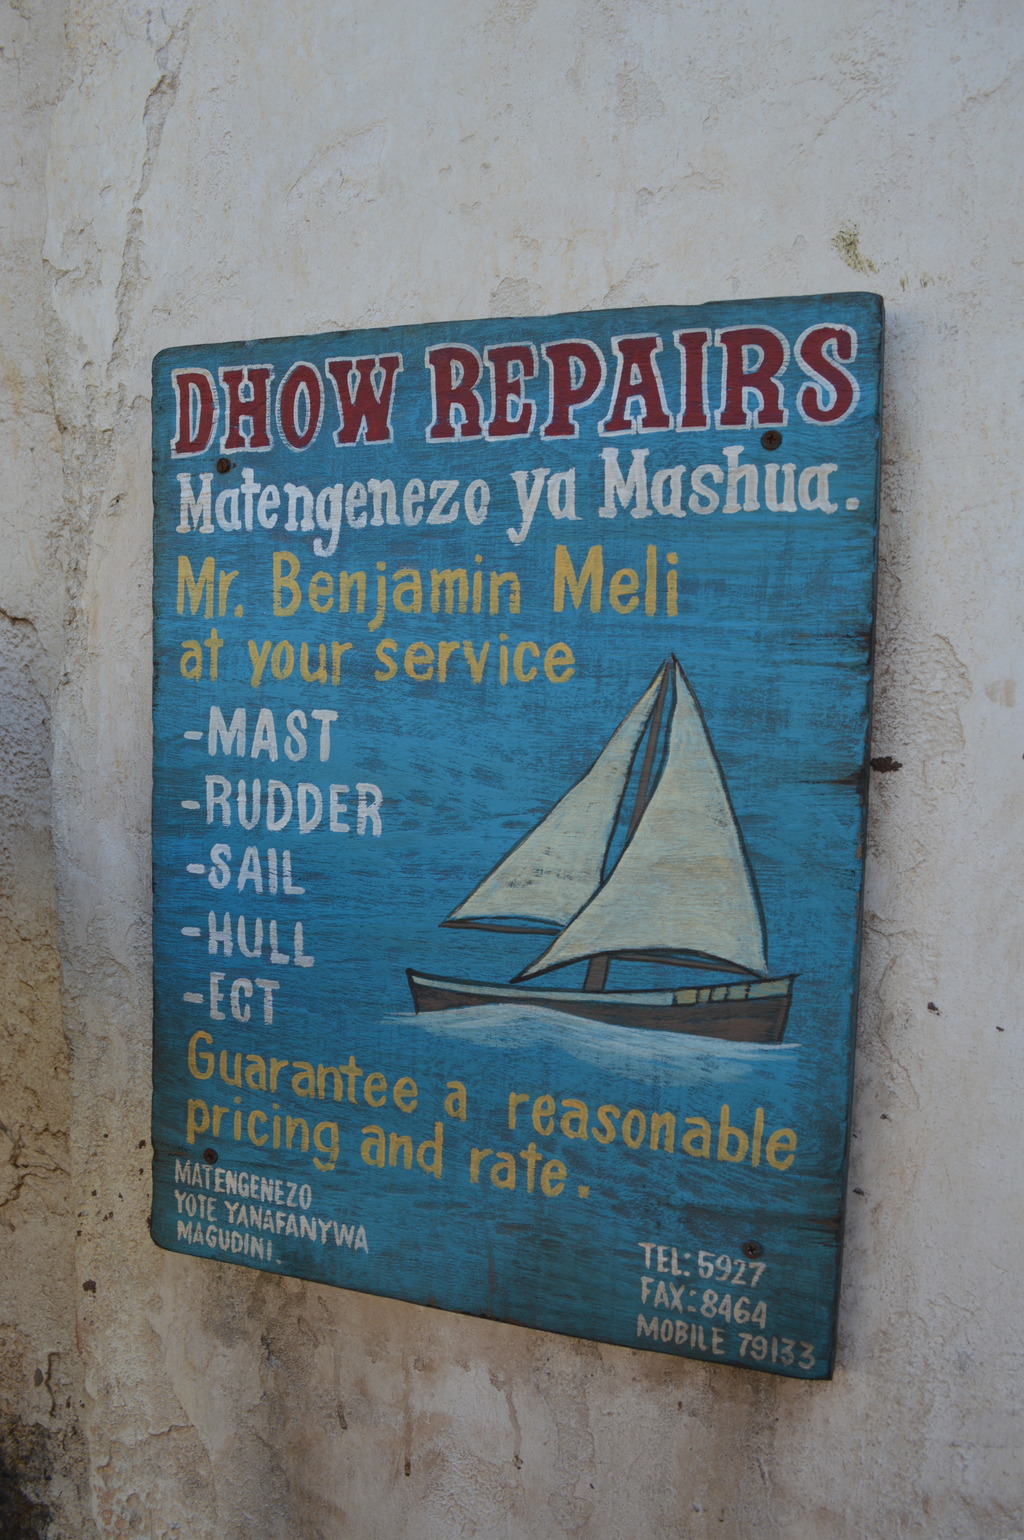 DHOW REPAIRS
Matengenezo ya Mashua.
Mr. Benjamin Meli
at your service
-MAST
-RUDDER
-SAIL
-HULL
-ECT
Guarantee a reasonable
pricing and rate.
MATENGENEZO
YOTE YANAFANYWA
MAGUDINI.
TEL: 5927
FAX: 8464
MOBILE 79133